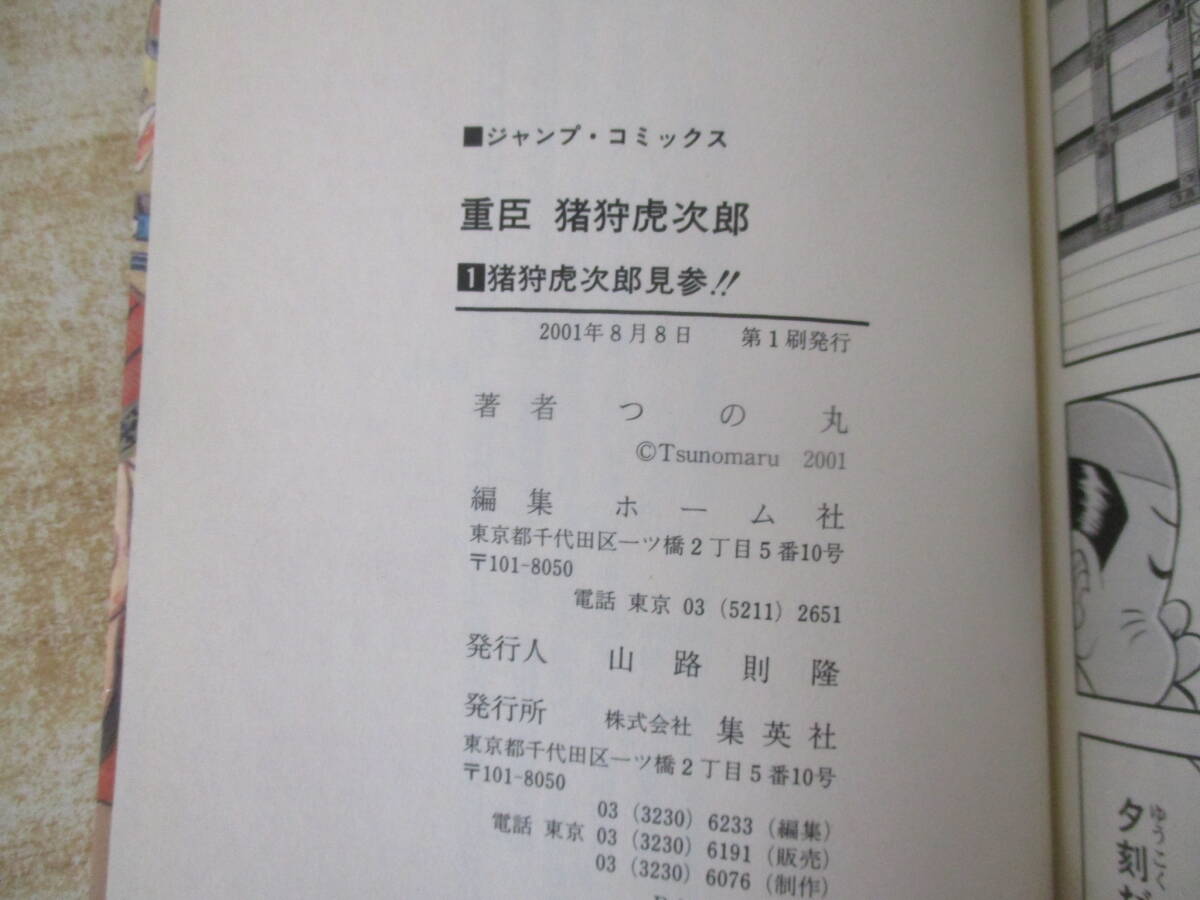 ■ジャンプ・コミックス
重臣 猪狩虎次郎
1猪狩虎次郎見参!!
2001年8月8日 第1刷発行
著者 つの丸
©Tsunomaru 2001
編集 ホーム社
東京都千代田区一ツ橋2丁目5番10号
〒101-8050
電話 東京 03 (5211) 2651
発行人 山路則隆
発行所 株式会社 集英社
東京都千代田区一ツ橋2丁目5番10号
〒101-8050
03 (3230) 6233 (編集)
電話 東京 03 (3230) 6191 (販売)
03 (3230) 6076 (制作)
夕刻だ
ゆうこく